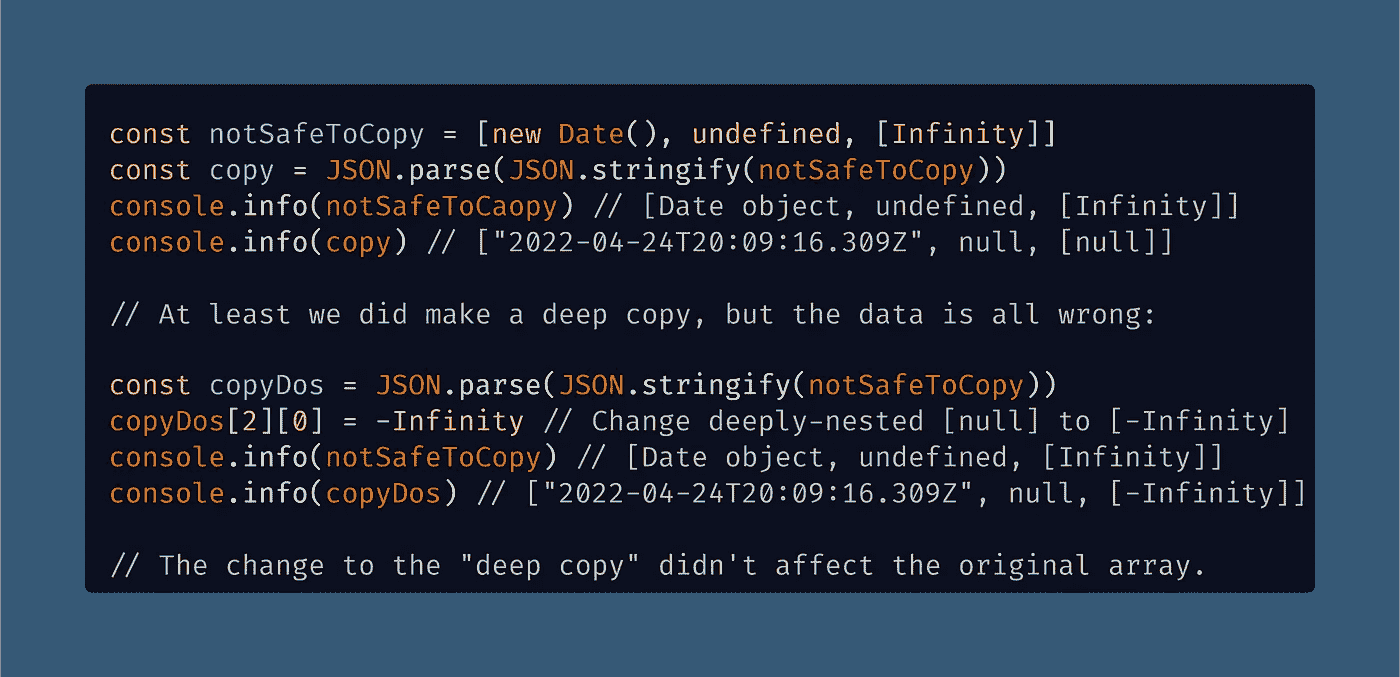 const notSafeToCopy = [new Date(), undefined, [Infinity]]
const copy = JSON.parse(JSON.stringify(notSafeToCopy))
console.info(notSafeToCaopy) // [Date object, undefined, [Infinity]]
console.info(copy) // ["2022-04-24T20:09:16.309Z", null, [null]]
// At least we did make a deep copy, but the data is all wrong:
const copyDos = JSON.parse(JSON.stringify(notSafeToCopy))
copyDos[2][0] = -Infinity // Change deeply-nested [null] to [-Infinity]
console.info(notSafeToCopy) // [Date object, undefined, [Infinity]]
console.info(copyDos) // ["2022-04-24T20:09:16.309Z", null, [-Infinity]]
// The change to the "deep copy" didn't affect the original array.